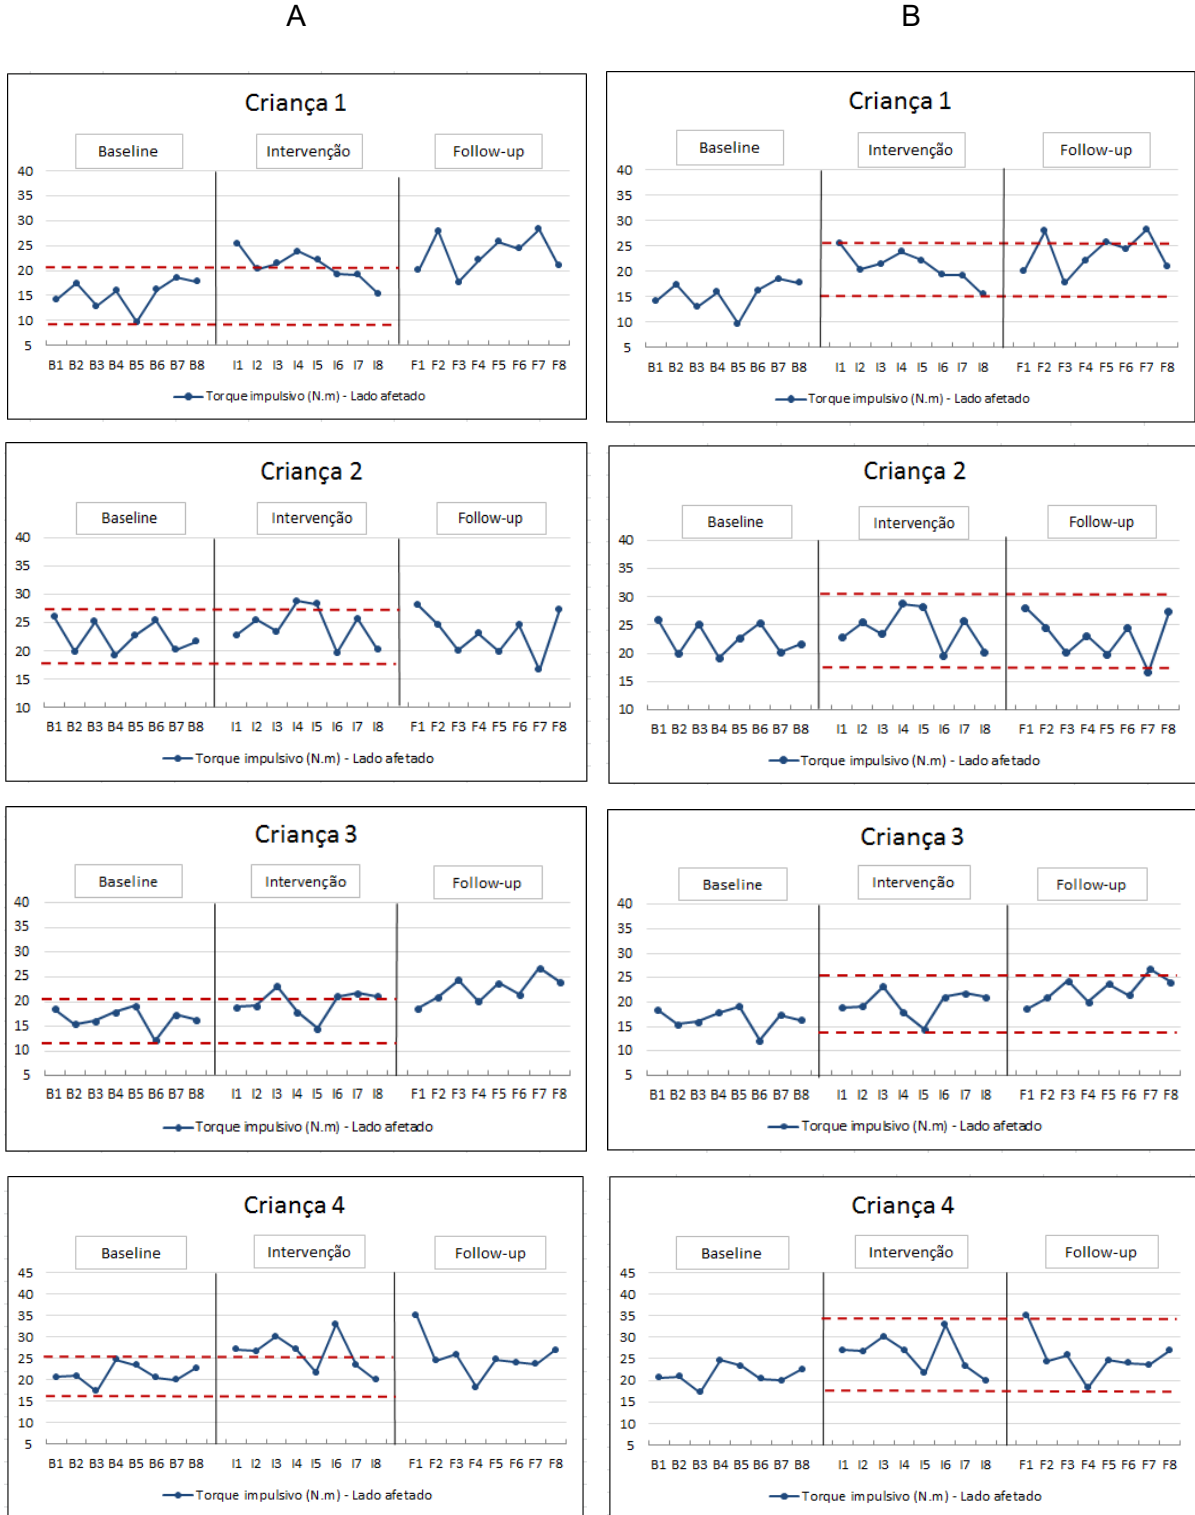 A
B
Criança 1
Baseline
Intervenção
Follow-up
40
35
30
25
20
15
10
5
B1 B2 B3 B4 B5 B6 B7 B8 I1 I2 I3 I4 I5 I6 I7 I8 F1 F2 F3 F4 F5 F6 F7 F8
Torque impulsivo (N.m) - Lado afetado
Criança 1
Baseline
Intervenção
Follow-up
40
35
30
25
20
15
10
5
B1 B2 B3 B4 B5 B6 B7 B8 I1 I2 I3 I4 I5 I6 I7 I8 F1 F2 F3 F4 F5 F6 F7 F8
Torque impulsivo (N.m) - Lado afetado
Criança 2
Baseline
Intervenção
Follow-up
40
35
30
25
20
15
10
B1 B2 B3 B4 B5 B6 B7 B8 I1 I2 I3 I4 I5 I6 I7 I8 F1 F2 F3 F4 F5 F6 F7 F8
Torque impulsivo (N.m) - Lado afetado
Criança 2
Baseline
Intervenção
Follow-up
40
35
30
25
20
15
10
B1 B2 B3 B4 B5 B6 B7 B8 I1 I2 I3 I4 I5 I6 I7 I8 F1 F2 F3 F4 F5 F6 F7 F8
Torque impulsivo (N.m) - Lado afetado
Criança 3
Baseline
Intervenção
Follow-up
40
35
30
25
20
15
10
5
B1 B2 B3 B4 B5 B6 B7 B8 I1 I2 I3 I4 I5 I6 I7 I8 F1 F2 F3 F4 F5 F6 F7 F8
Torque impulsivo (N.m) - Lado afetado
Criança 3
Baseline
Intervenção
Follow-up
40
35
30
25
20
15
10
5
B1 B2 B3 B4 B5 B6 B7 B8 I1 I2 I3 I4 I5 I6 I7 I8 F1 F2 F3 F4 F5 F6 F7 F8
Torque impulsivo (N.m) - Lado afetado
Criança 4
Baseline
Intervenção
Follow-up
45
40
35
30
25
20
15
10
5
B1 B2 B3 B4 B5 B6 B7 B8 I1 I2 I3 I4 I5 I6 I7 I8 F1 F2 F3 F4 F5 F6 F7 F8
Torque impulsivo (N.m) - Lado afetado
Criança 4
Baseline
Intervenção
Follow-up
45
40
35
30
25
20
15
10
5
B1 B2 B3 B4 B5 B6 B7 B8 I1 I2 I3 I4 I5 I6 I7 I8 F1 F2 F3 F4 F5 F6 F7 F8
Torque impulsivo (N.m) - Lado afetado